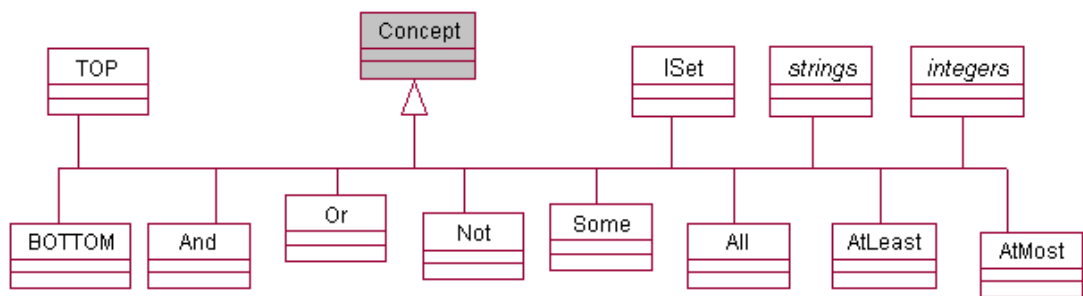 Concept
TOP
ISet
strings
integers
BOTTOM
And
Or
Not
Some
All
AtLeast
AtMost